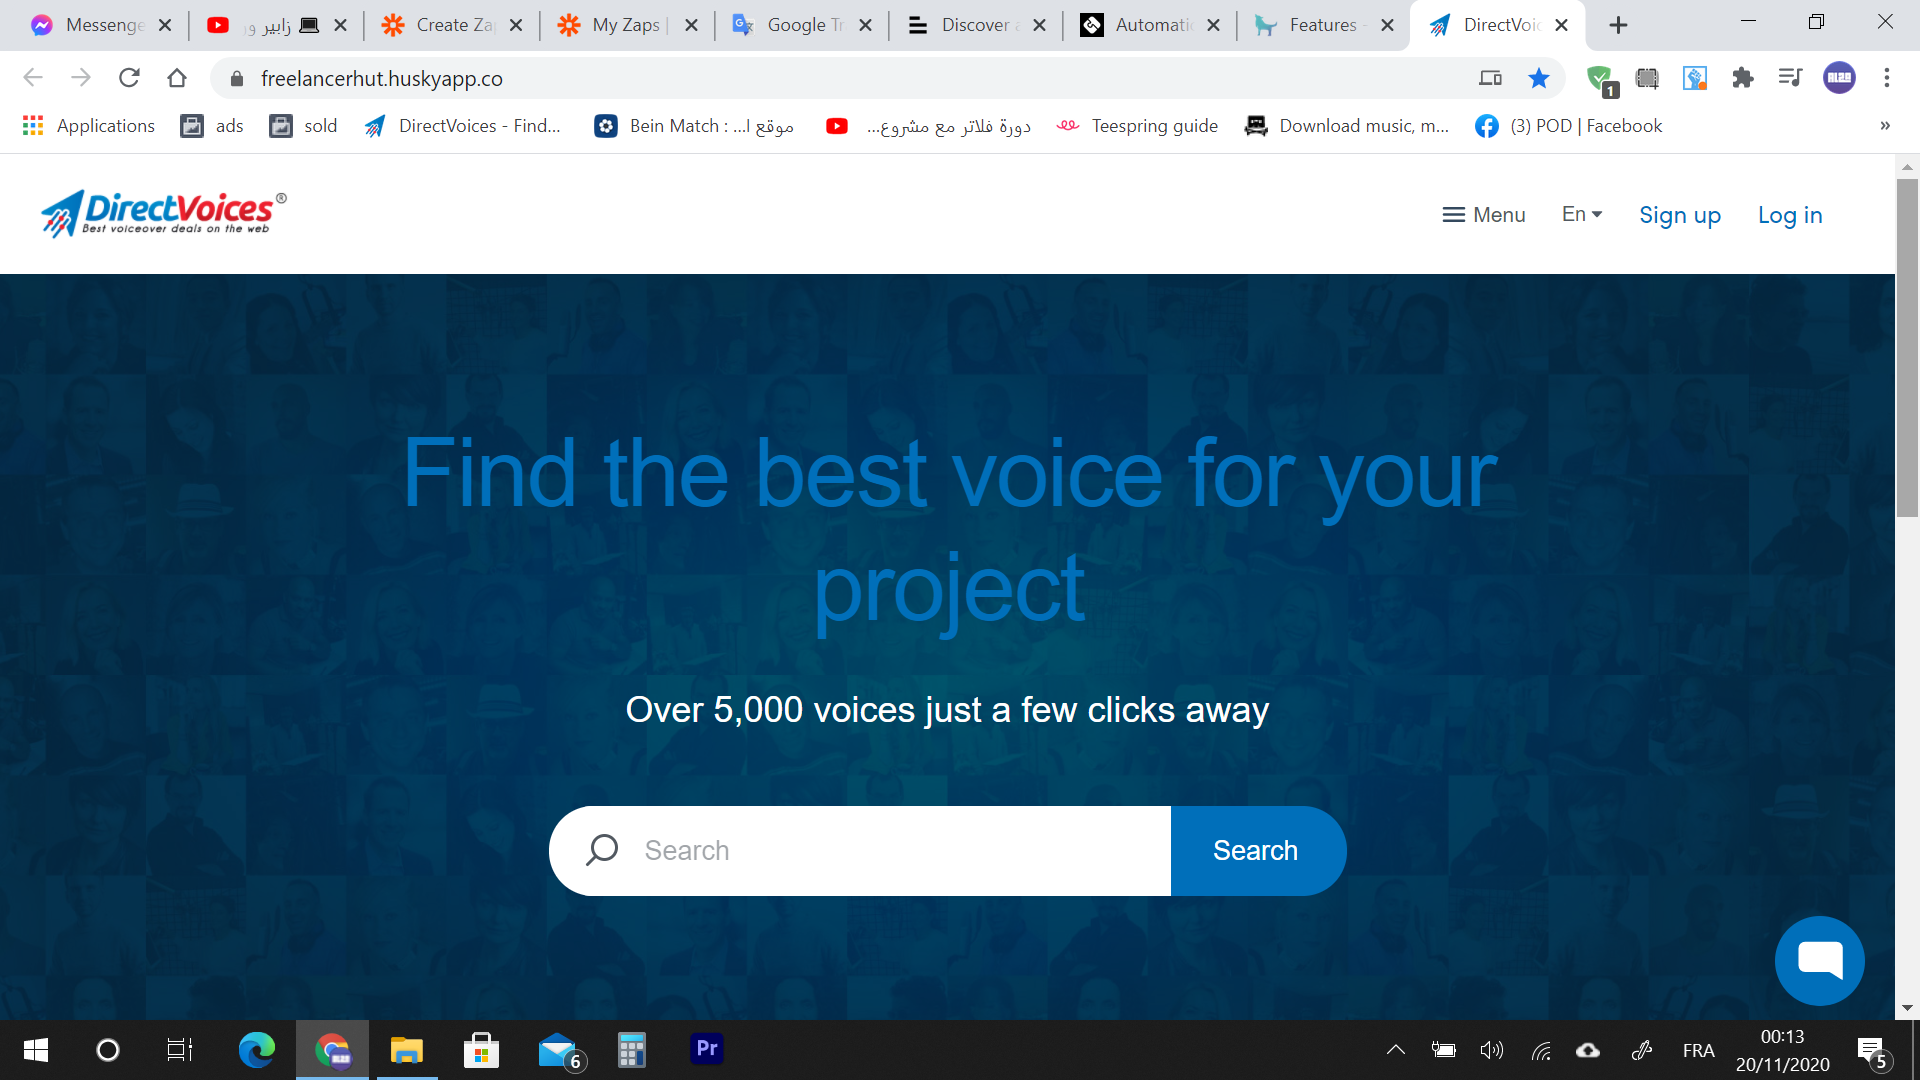 Messenge
زابير ور
Create Za
My Zaps |
Google Tr
Discover a
Automatic
Features -
DirectVoic
freelancerhut.huskyapp.co
1
Applications
ads
sold
DirectVoices - Find...
Bein Match : موقع ا...
دورة فلاتر مع مشروع...
Teespring guide
Download music, m...
(3) POD | Facebook
»
DirectVoices®
Best voiceover deals on the web
Menu
En
Sign up
Log in
Find the best voice for your
project
Over 5,000 voices just a few clicks away
Search
Search
6
Pr
FRA
00:13
20/11/2020
5